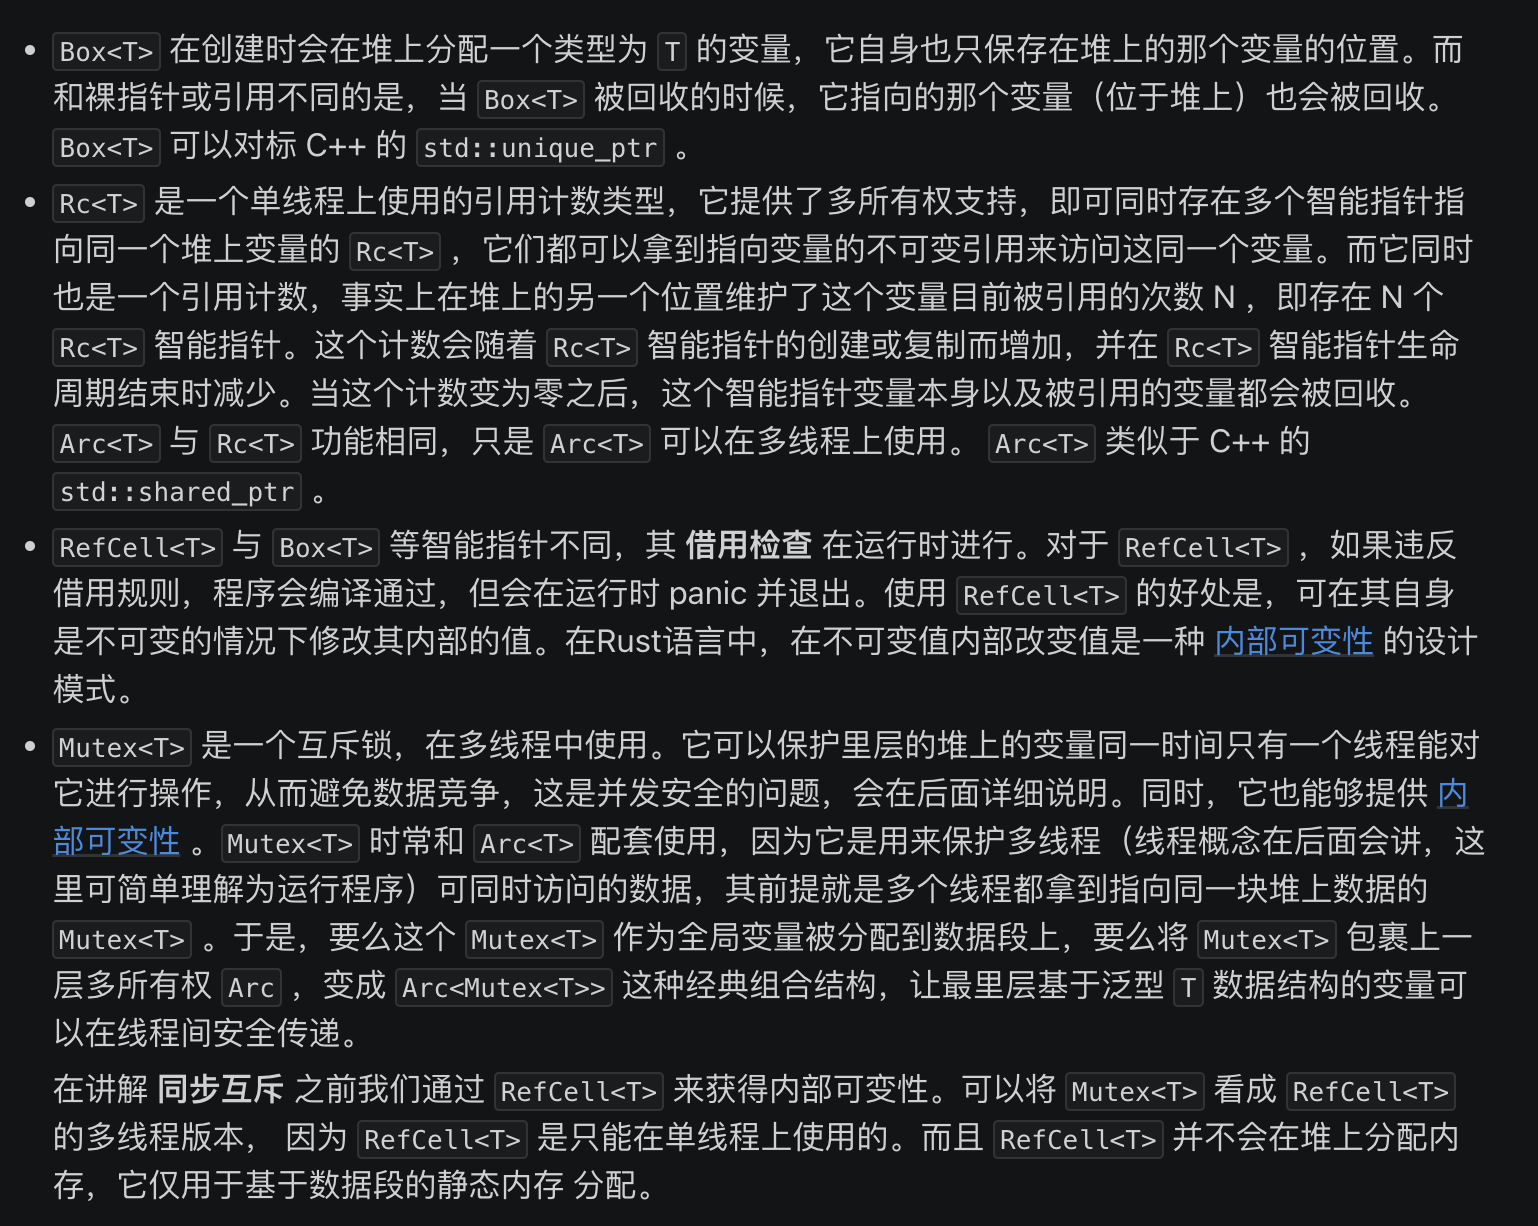 • Box<T> 在创建时会在堆上分配一个类型为 T 的变量，它自身也只保存在堆上的那个变量的位置。而
和裸指针或引用不同的是，当 Box<T> 被回收的时候，它指向的那个变量（位于堆上）也会被回收。
Box<T> 可以对标 C++ 的 std::unique_ptr 。
• Rc<T> 是一个单线程上使用的引用计数类型，它提供了多所有权支持，即可同时存在多个智能指针指
向同一个堆上变量的 Rc<T> ，它们都可以拿到指向变量的不可变引用来访问这同一个变量。而它同时
也是一个引用计数，事实上在堆上的另一个位置维护了这个变量目前被引用的次数 N ，即存在 N 个
Rc<T> 智能指针。这个计数会随着 Rc<T> 智能指针的创建或复制而增加，并在 Rc<T> 智能指针生命
周期结束时减少。当这个计数变为零之后，这个智能指针变量本身以及被引用的变量都会被回收。
Arc<T> 与 Rc<T> 功能相同，只是 Arc<T> 可以在多线程上使用。 Arc<T> 类似于 C++ 的
std::shared_ptr 。
• RefCell<T> 与 Box<T> 等智能指针不同，其 借用检查 在运行时进行。对于 RefCell<T> ，如果违反
借用规则，程序会编译通过，但会在运行时 panic 并退出。使用 RefCell<T> 的好处是，可在其自身
是不可变的情况下修改其内部的值。在Rust语言中，在不可变值内部改变值是一种 内部可变性 的设计
模式。
• Mutex<T> 是一个互斥锁，在多线程中使用。它可以保护里层的堆上的变量同一时间只有一个线程能对
它进行操作，从而避免数据竞争，这是并发安全的问题，会在后面详细说明。同时，它也能够提供 内
部可变性 。Mutex<T> 时常和 Arc<T> 配套使用，因为它是用来保护多线程（线程概念在后面会讲，这
里可简单理解为运行程序）可同时访问的数据，其前提就是多个线程都拿到指向同一块堆上数据的
Mutex<T> 。于是，要么这个 Mutex<T> 作为全局变量被分配到数据段上，要么将 Mutex<T> 包裹上一
层多所有权 Arc ，变成 Arc<Mutex<T>> 这种经典组合结构，让最里层基于泛型 T 数据结构的变量可
以在线程间安全传递。
在讲解 同步互斥 之前我们通过 RefCell<T> 来获得内部可变性。可以将 Mutex<T> 看成 RefCell<T>
的多线程版本， 因为 RefCell<T> 是只能在单线程上使用的。而且 RefCell<T> 并不会在堆上分配内
存，它仅用于基于数据段的静态内存 分配。